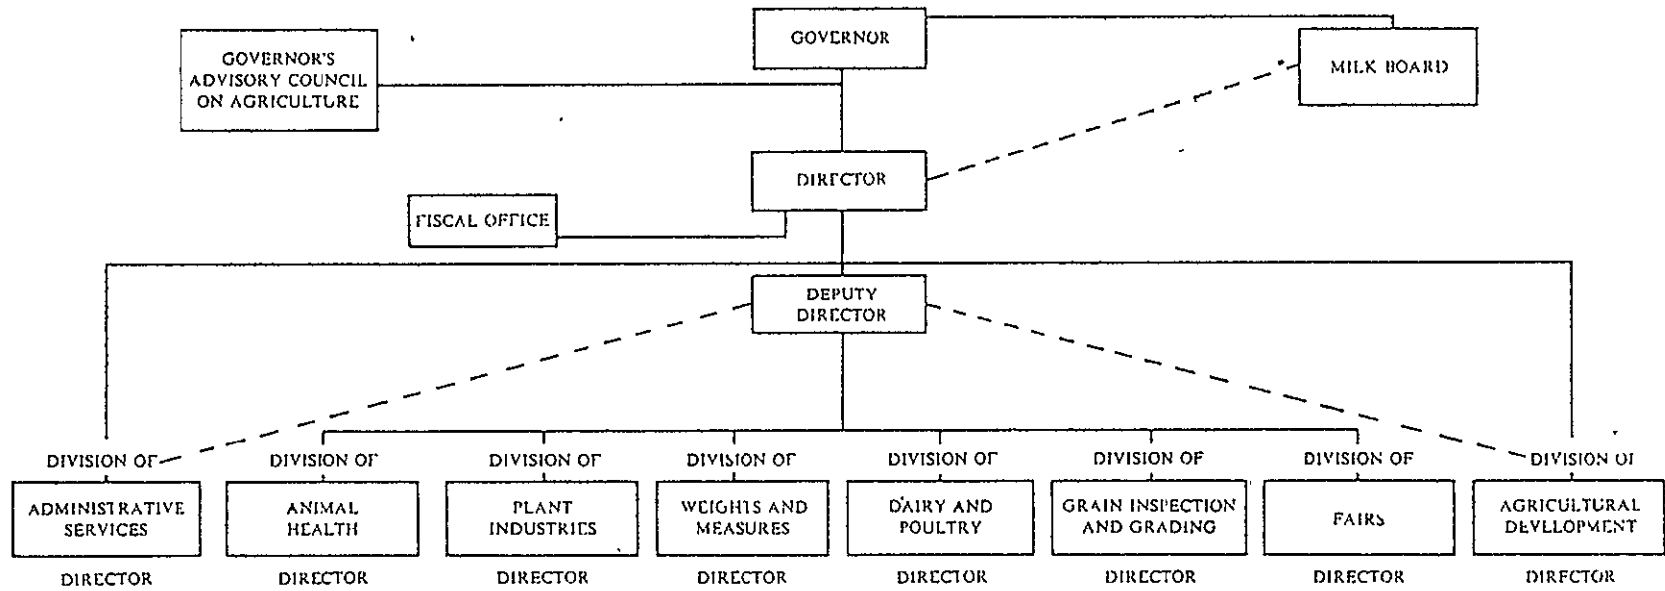 GOVERNOR
GOVERNOR'S
ADVISORY COUNCIL
ON AGRICULTURE
MILK BOARD
DIRECTOR
FISCAL OFFICE
DEPUTY
DIRECTOR
DIVISION OF
ADMINISTRATIVE
SERVICES
DIRECTOR
DIVISION OF
ANIMAL
HEALTH
DIRECTOR
DIVISION OF
PLANT
INDUSTRIES
DIRECTOR
DIVISION OF
WEIGHTS AND
MEASURES
DIRECTOR
DIVISION OF
DAIRY AND
POULTRY
DIRECTOR
DIVISION OF
GRAIN INSPECTION
AND GRADING
DIRECTOR
DIVISION OF
FAIRS
DIRECTOR
DIVISION OF
AGRICULTURAL
DEVELOPMENT
DIRECTOR